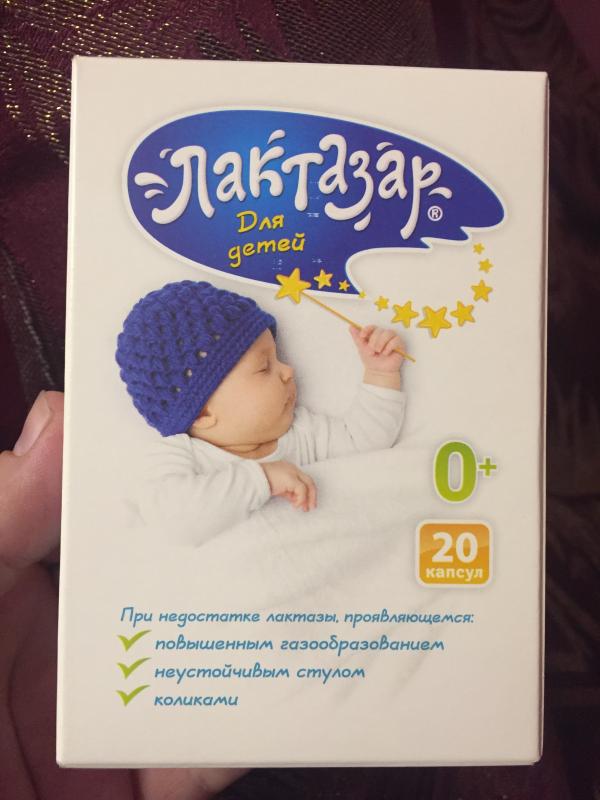 Лактазар®
Для
детей
0+
20
капсул
При недостатке лактазы, проявляющемся:
повышенным газообразованием
неустойчивым стулом
коликами